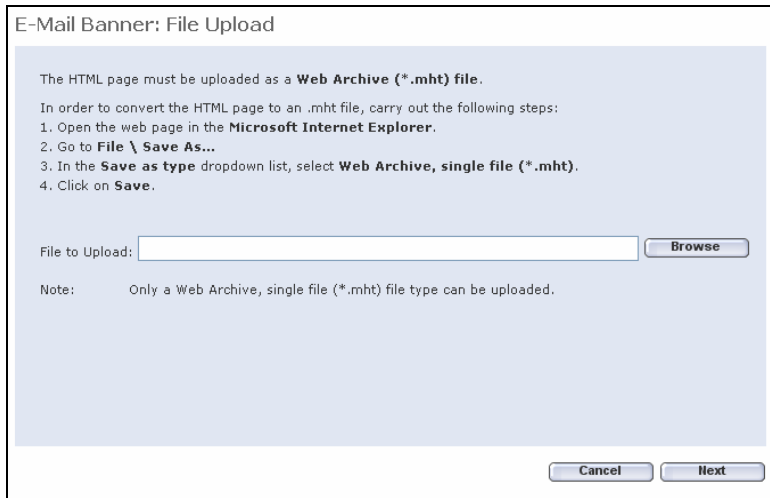 E-Mail Banner: File Upload
The HTML page must be uploaded as a Web Archive (*.mht) file.
In order to convert the HTML page to an .mht file, carry out the following steps:
1. Open the web page in the Microsoft Internet Explorer.
2. Go to File \ Save As...
3. In the Save as type dropdown list, select Web Archive, single file (*.mht).
4. Click on Save.
File to Upload: Browse
Note: Only a Web Archive, single file (*.mht) file type can be uploaded.
Cancel Next